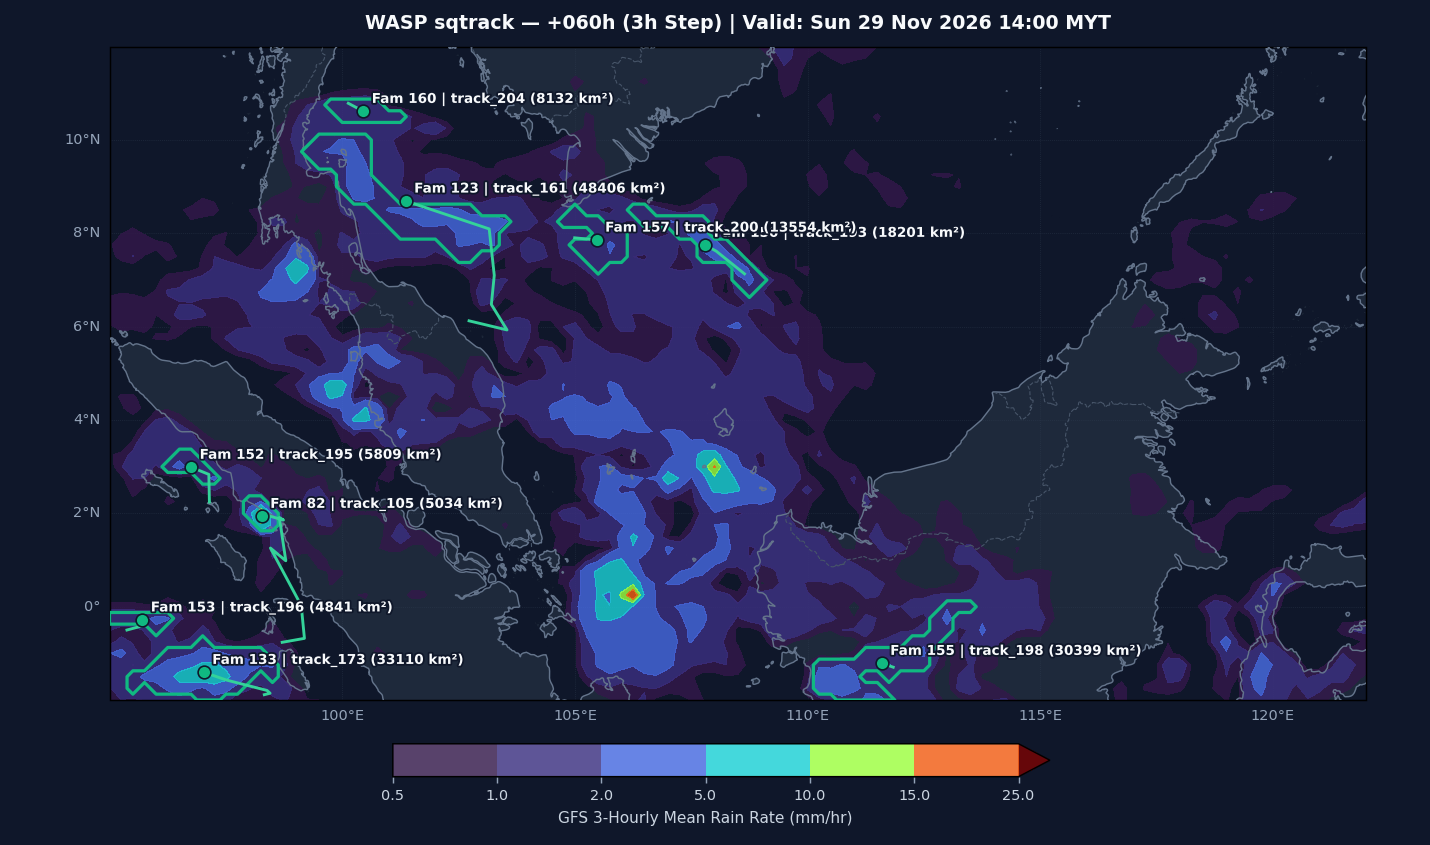 WASP sqtrack — +060h (3h Step) | Valid: Sun 29 Nov 2026 14:00 MYT
Fam 160 | track_204 (8132 km²)
10°N
Fam 123 | track_161 (48406 km²)
8°N
Fam 157 | track_200 (13554 km²)
(18201 km²)
6°N
4°N
Fam 152 | track_195 (5809 km²)
2°N
Fam 82 | track_105 (5034 km²)
0°
Fam 153 | track_196 (4841 km²)
Fam 155 | track_198 (30399 km²)
Fam 133 | track_173 (33110 km²)
100°E 105°E 110°E 115°E 120°E
0.5 1.0 2.0 5.0 10.0 15.0 25.0
GFS 3-Hourly Mean Rain Rate (mm/hr)